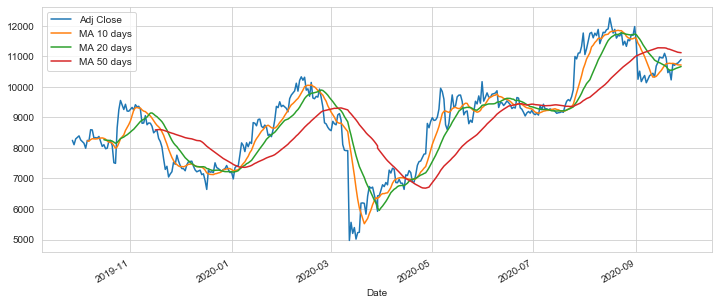 Adj Close
MA 10 days
MA 20 days
MA 50 days
12000
11000
10000
9000
8000
7000
6000
5000
2019-11
2020-01
2020-03
2020-05
2020-07
2020-09
Date